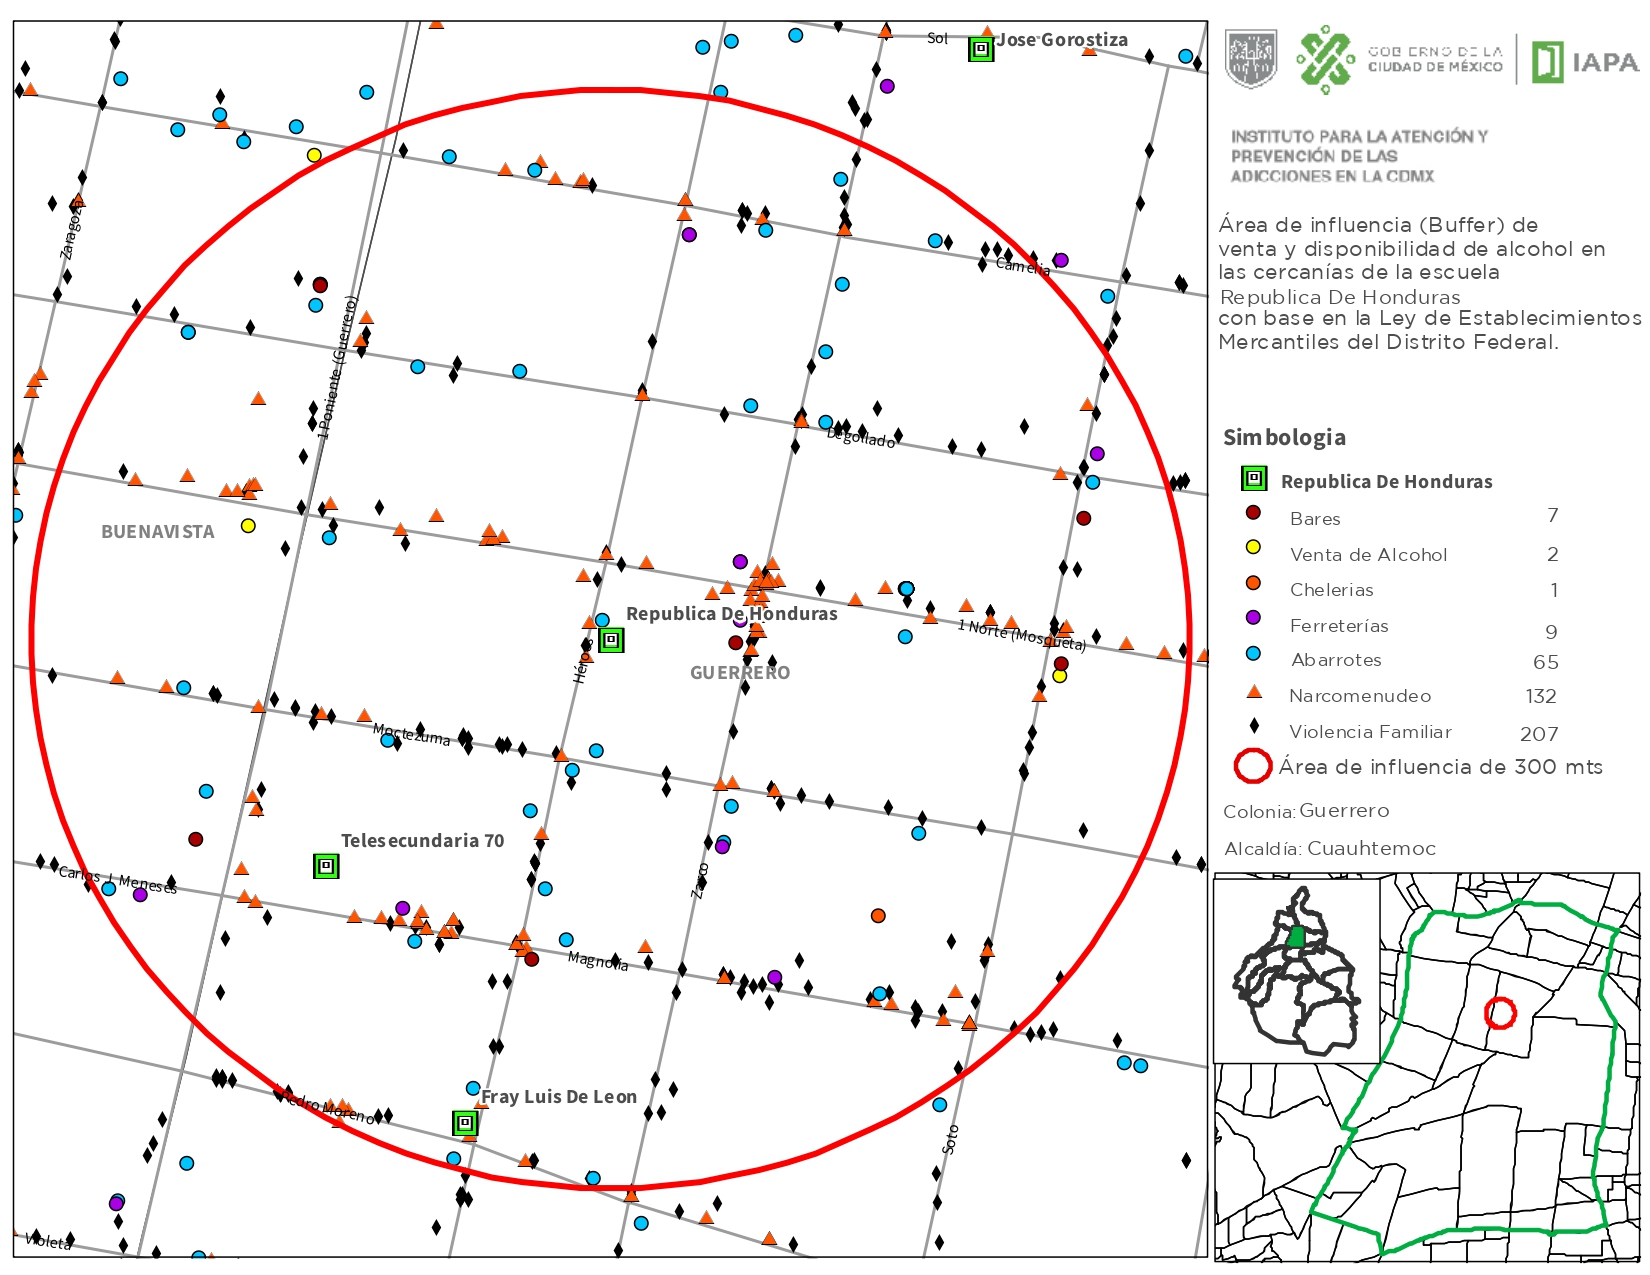 Sol
Jose Gorostiza
Zaragoza
Camelia
1 Poniente (Guerrero)
Degollado
BUENAVISTA
Republica De Honduras
1 Norte (Mosqueta)
Héroes
GUERRERO
Moctezuma
Telesecundaria 70
Carlos J. Meneses
Zarco
Magnolia
Fray Luis De Leon
Pedro Moreno
Soto
Violeta
GOBIERNO DE LA
CIUDAD DE MÉXICO
IAPA
INSTITUTO PARA LA ATENCIÓN Y
PREVENCIÓN DE LAS
ADICCIONES EN LA CDMX
Área de influencia (Buffer) de
venta y disponibilidad de alcohol en
las cercanías de la escuela
Republica De Honduras
con base en la Ley de Establecimientos
Mercantiles del Distrito Federal.
Simbologia
Republica De Honduras
Bares 7
Venta de Alcohol 2
Chelerias 1
Ferreterías 9
Abarrotes 65
Narcomenudeo 132
Violencia Familiar 207
Área de influencia de 300 mts
Colonia: Guerrero
Alcaldía: Cuauhtemoc